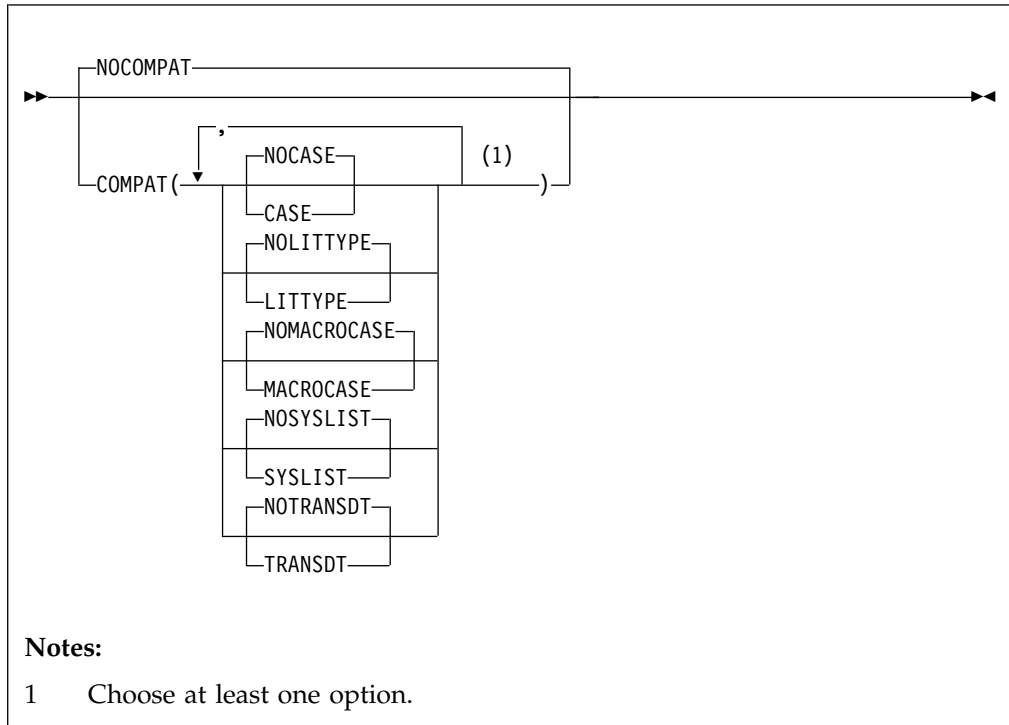 NOCOMPAT
,
COMPAT(
NOCASE
(1)
)
CASE
NOLITTYPE
LITTYPE
NOMACROCASE
MACROCASE
NOSYSLIST
SYSLIST
NOTRANSDT
TRANSDT
Notes:
1 Choose at least one option.